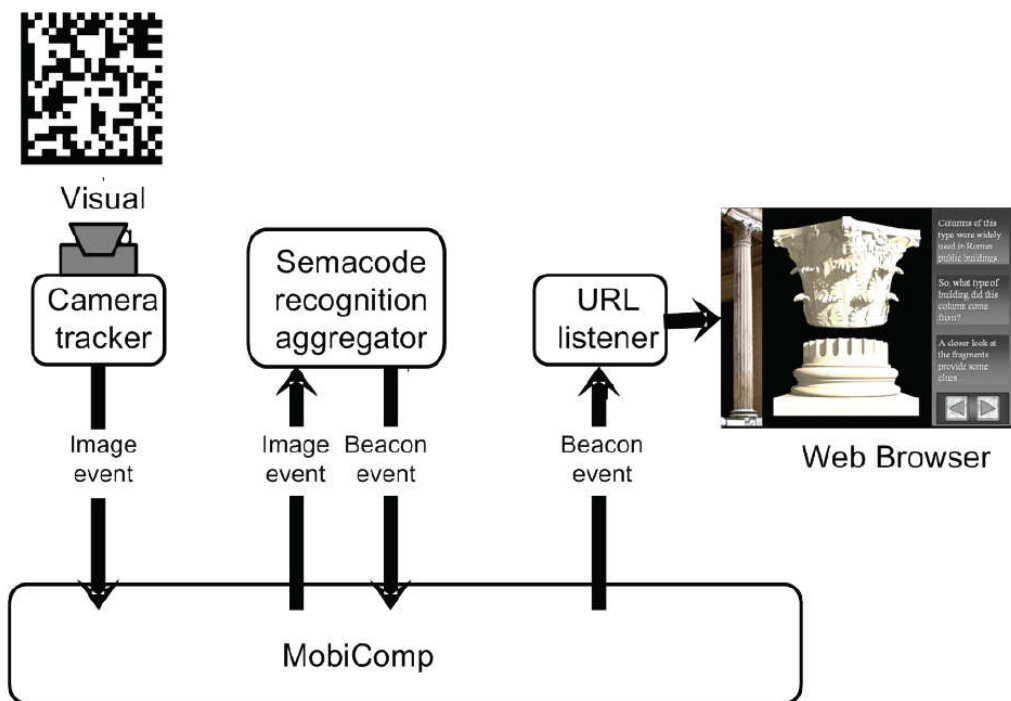 Visual
Camera
tracker
Semacode
recognition
aggregator
URL
listener
Columns of this
type were widely
used in Roman
public buildings.
So, what type of
building did this
column come
from?
A closer look at
the fragments
provide some
clues...
Web Browser
Image
event
Image
event
Beacon
event
Beacon
event
MobiComp